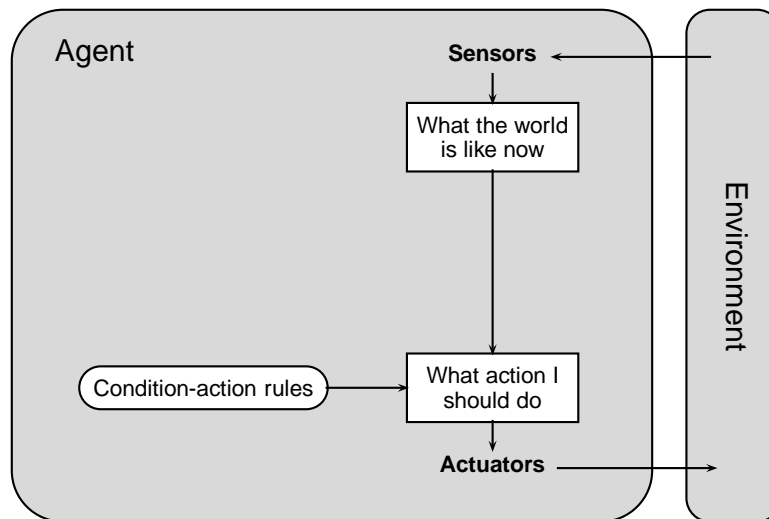 Agent
Sensors
What the world
is like now
Environment
Condition-action rules
What action I
should do
Actuators